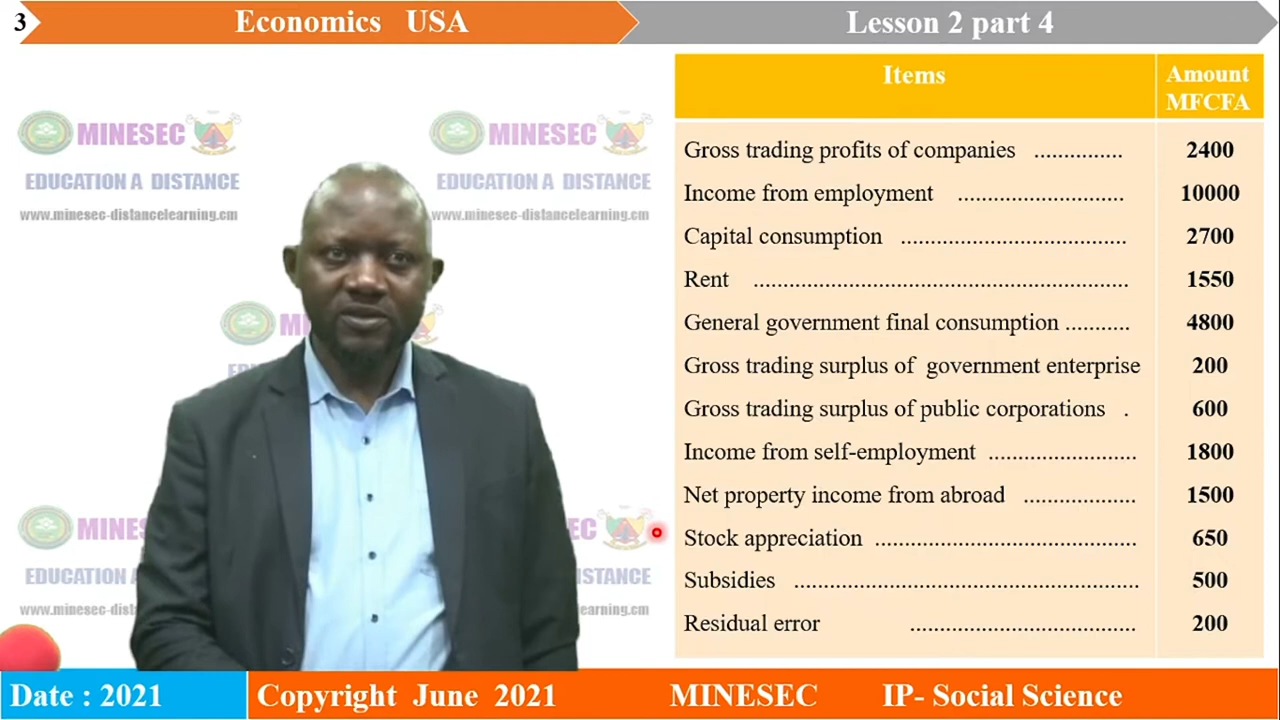 3
Economics USA
Lesson 2 part 4
MINESEC
EDUCATION A DISTANCE
www.minesec-distancelearning.cm
MINESEC
EDUCATION A DISTANCE
www.minesec-distancelearning.cm
Items
Amount
MFCFA
Gross trading profits of companies ............... 2400
Income from employment ............................ 10000
Capital consumption ...................................... 2700
Rent ............................................................... 1550
General government final consumption ........... 4800
Gross trading surplus of government enterprise 200
Gross trading surplus of public corporations . 600
Income from self-employment ......................... 1800
Net property income from abroad ................... 1500
Stock appreciation ............................................ 650
Subsidies .......................................................... 500
Residual error ...................................... 200
Date : 2021
Copyright June 2021
MINESEC
IP- Social Science